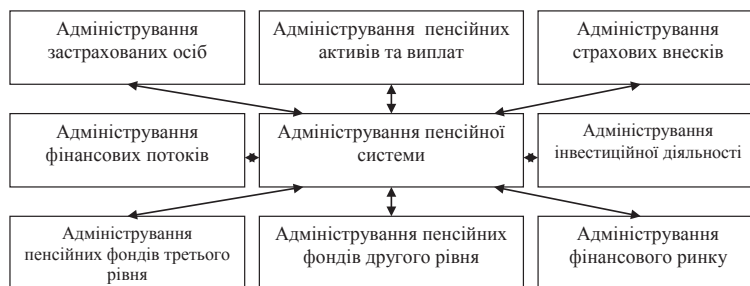 Адміністрування
застрахованих осіб
Адміністрування пенсійних
активів та виплат
Адміністрування
страхових внесків
Адміністрування
фінансових потоків
Адміністрування пенсійної
системи
Адміністрування
інвестиційної діяльності
Адміністрування
пенсійних фондів третього
рівня
Адміністрування пенсійних
фондів другого рівня
Адміністрування
фінансового ринку